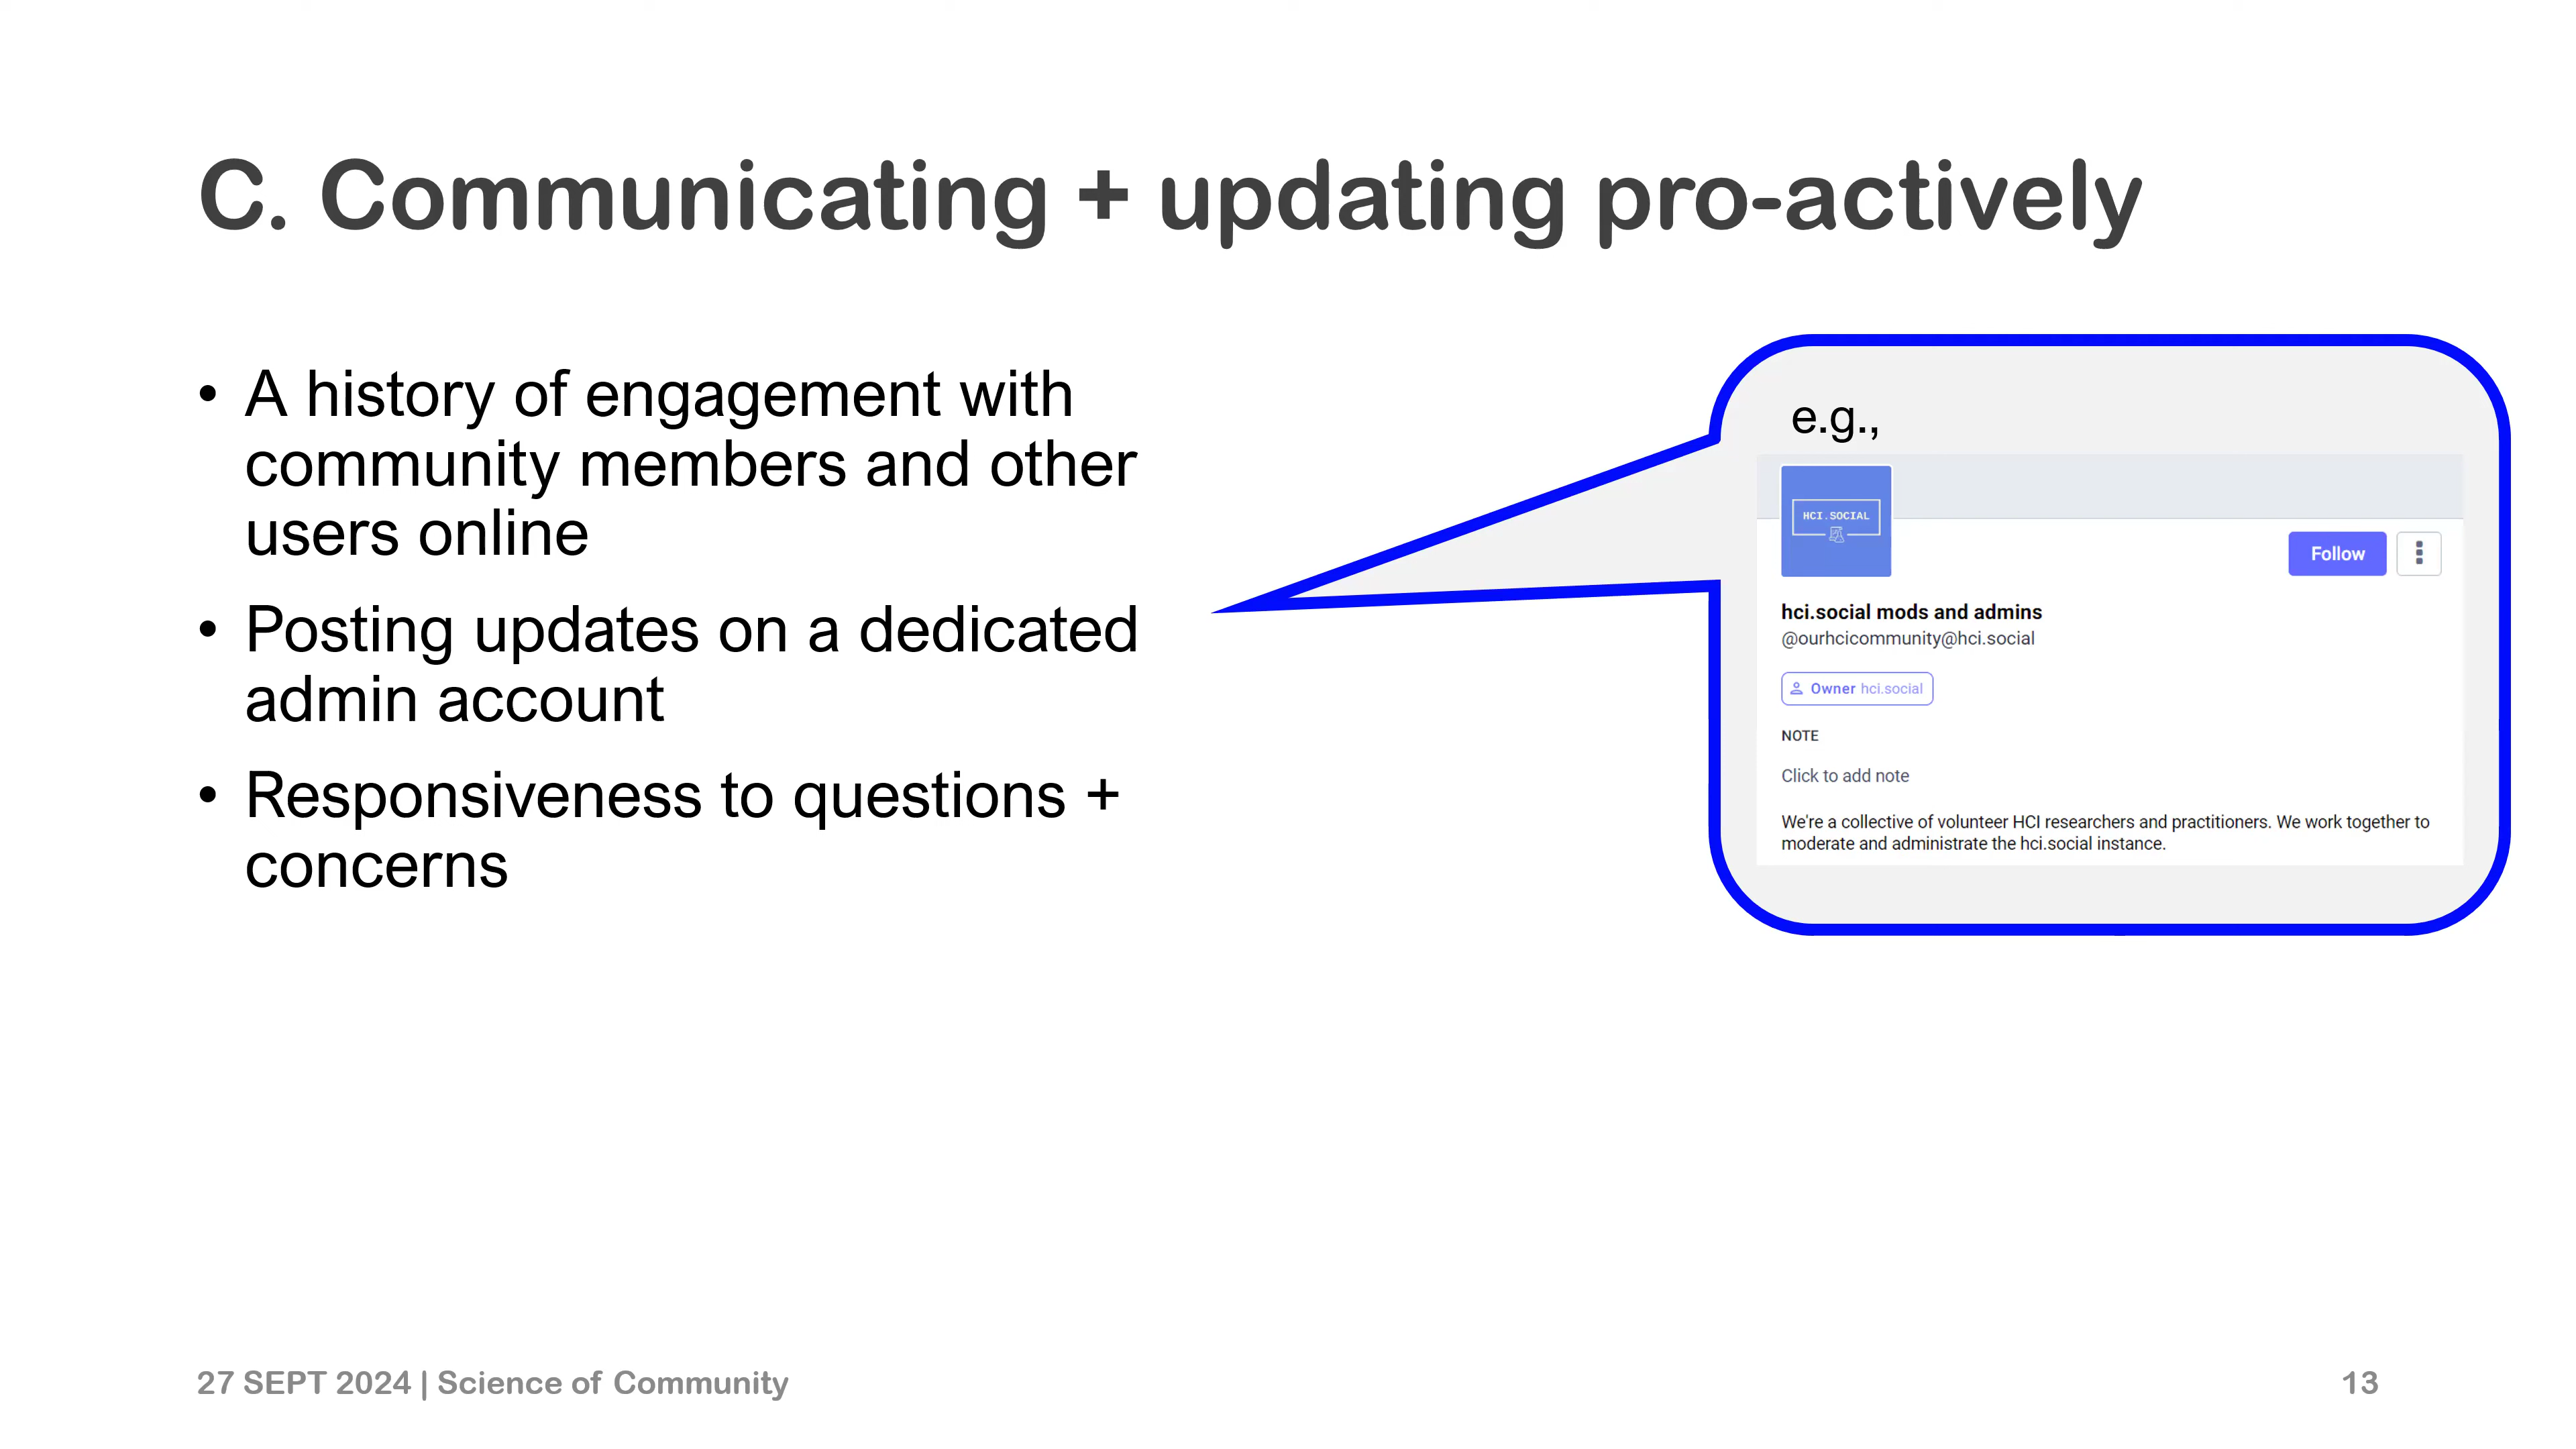 C. Communicating + updating pro-actively
• A history of engagement with
community members and other
users online
• Posting updates on a dedicated
admin account
• Responsiveness to questions +
concerns
e.g.,
HCI.SOCIAL
Follow
hci.social mods and admins
@ourhcicommunity@hci.social
Owner hci.social
NOTE
Click to add note
We're a collective of volunteer HCI researchers and practitioners. We work together to
moderate and administrate the hci.social instance.
27 SEPT 2024 | Science of Community
13